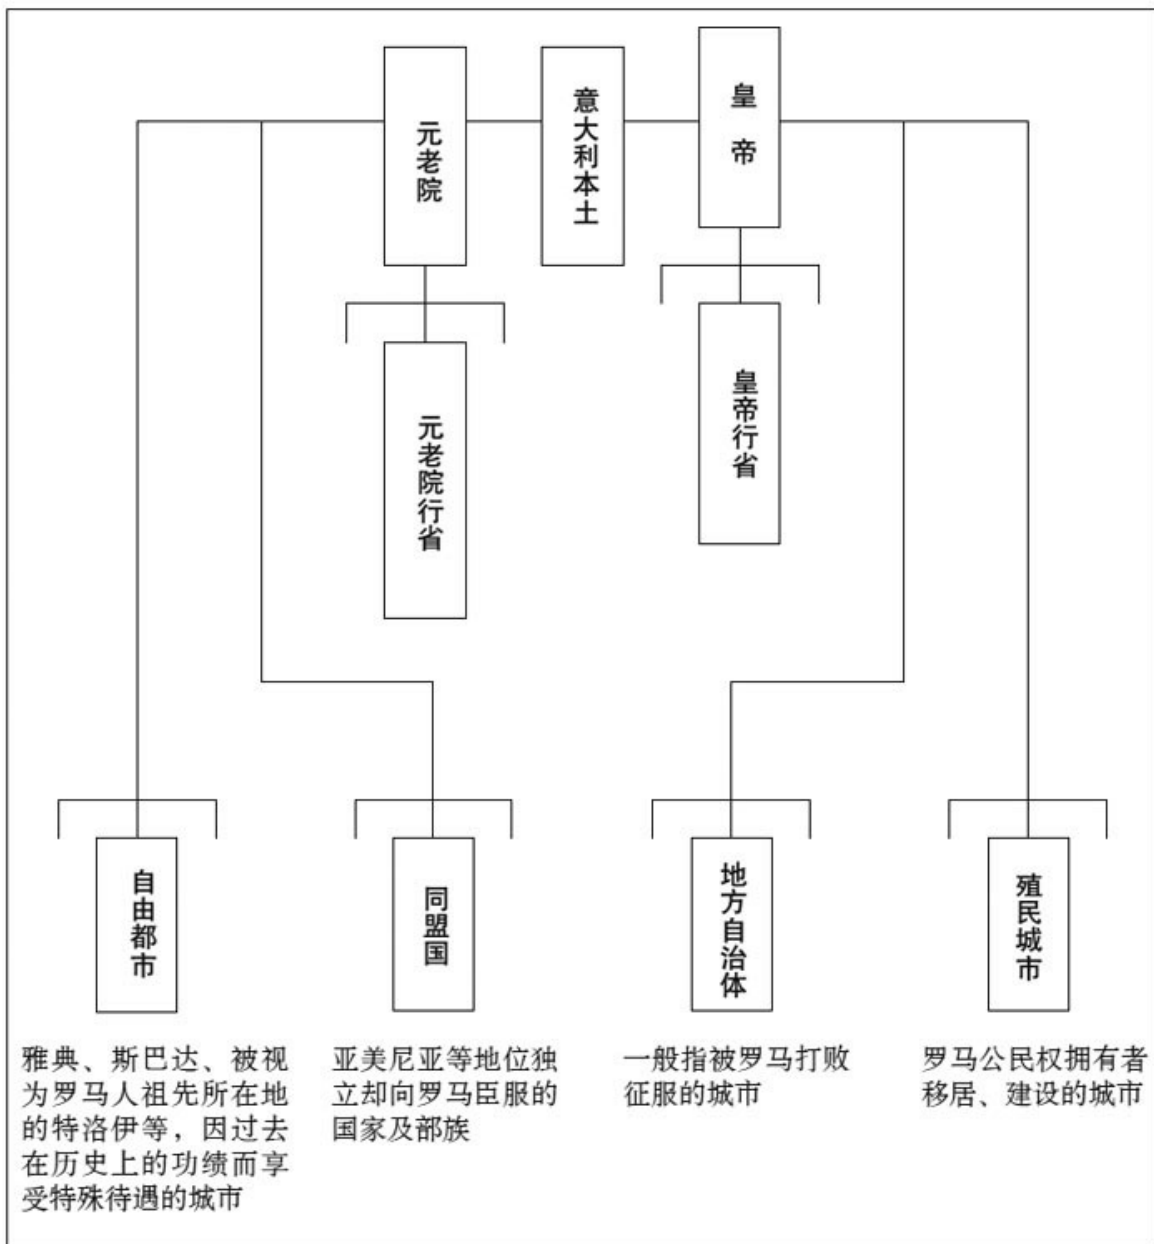 元老院
意大利本土
皇帝
元老院行省
皇帝行省
自由都市
同盟国
地方自治体
殖民城市
雅典、斯巴达、被视
为罗马人祖先所在地
的特洛伊等，因过去
在历史上的功绩而享
受特殊待遇的城市
亚美尼亚等地位独
立却向罗马臣服的
国家及部族
一般指被罗马打败
征服的城市
罗马公民权拥有者
移居、建设的城市